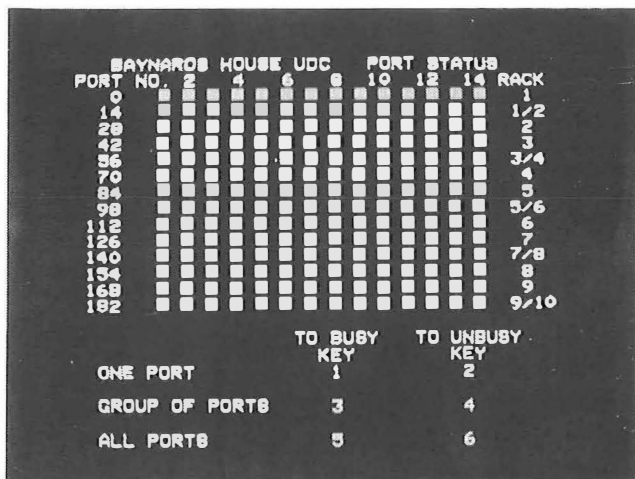 BAYNARDS HOUSE UDC PORT STATUS
PORT NO. 2 4 6 8 10 12 14 RACK
0 1
14 1/2
28 2
42 3
56 3/4
70 4
84 5
98 5/6
112 6
126 7
140 7/8
154 8
168 9
182 9/10
TO BUSY TO UNBUSY
KEY KEY
ONE PORT 1 2
GROUP OF PORTS 3 4
ALL PORTS 5 6